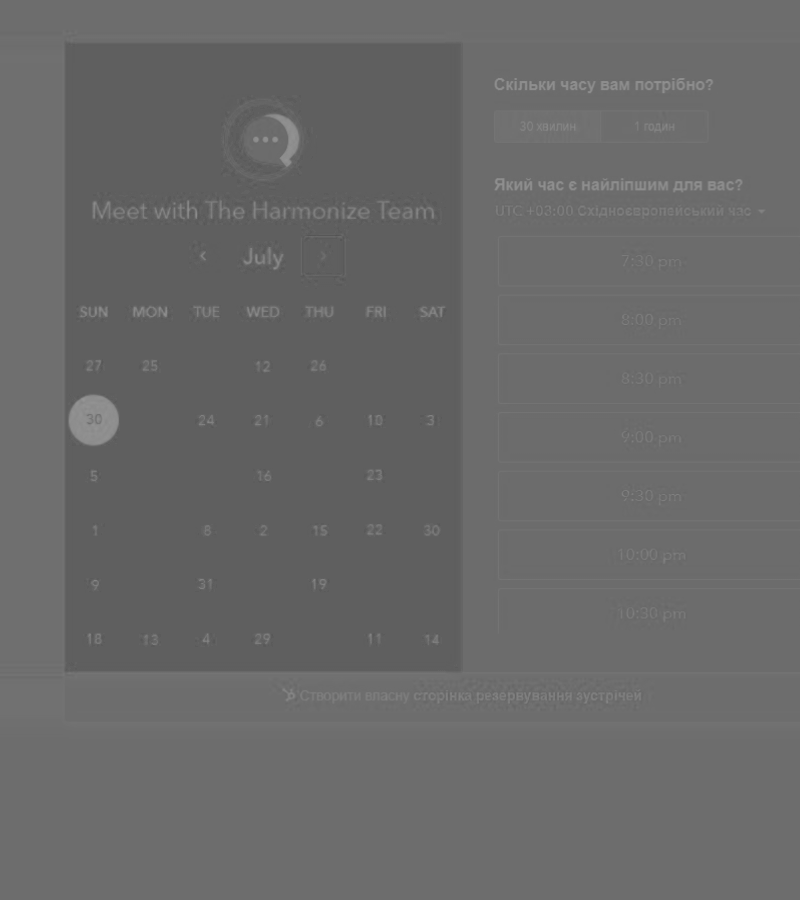 Meet with The Harmonize Team
July
SUN MON TUE WED THU FRI SAT
27 25 12 26
30 24 21 6 18 3
5 16 23
1 8 2 15 22 30
9 31 19
18 13 4 29 11 14
Скільки часу вам потрібно?
30 хвилин 1 годин
Який час є найліпшим для вас?
UTC +03:00 Східноєвропейський час
7:30 pm
8:00 pm
8:30 pm
9:00 pm
9:30 pm
10:00 pm
10:30 pm
Створити власну сторінка резервування зустрічей